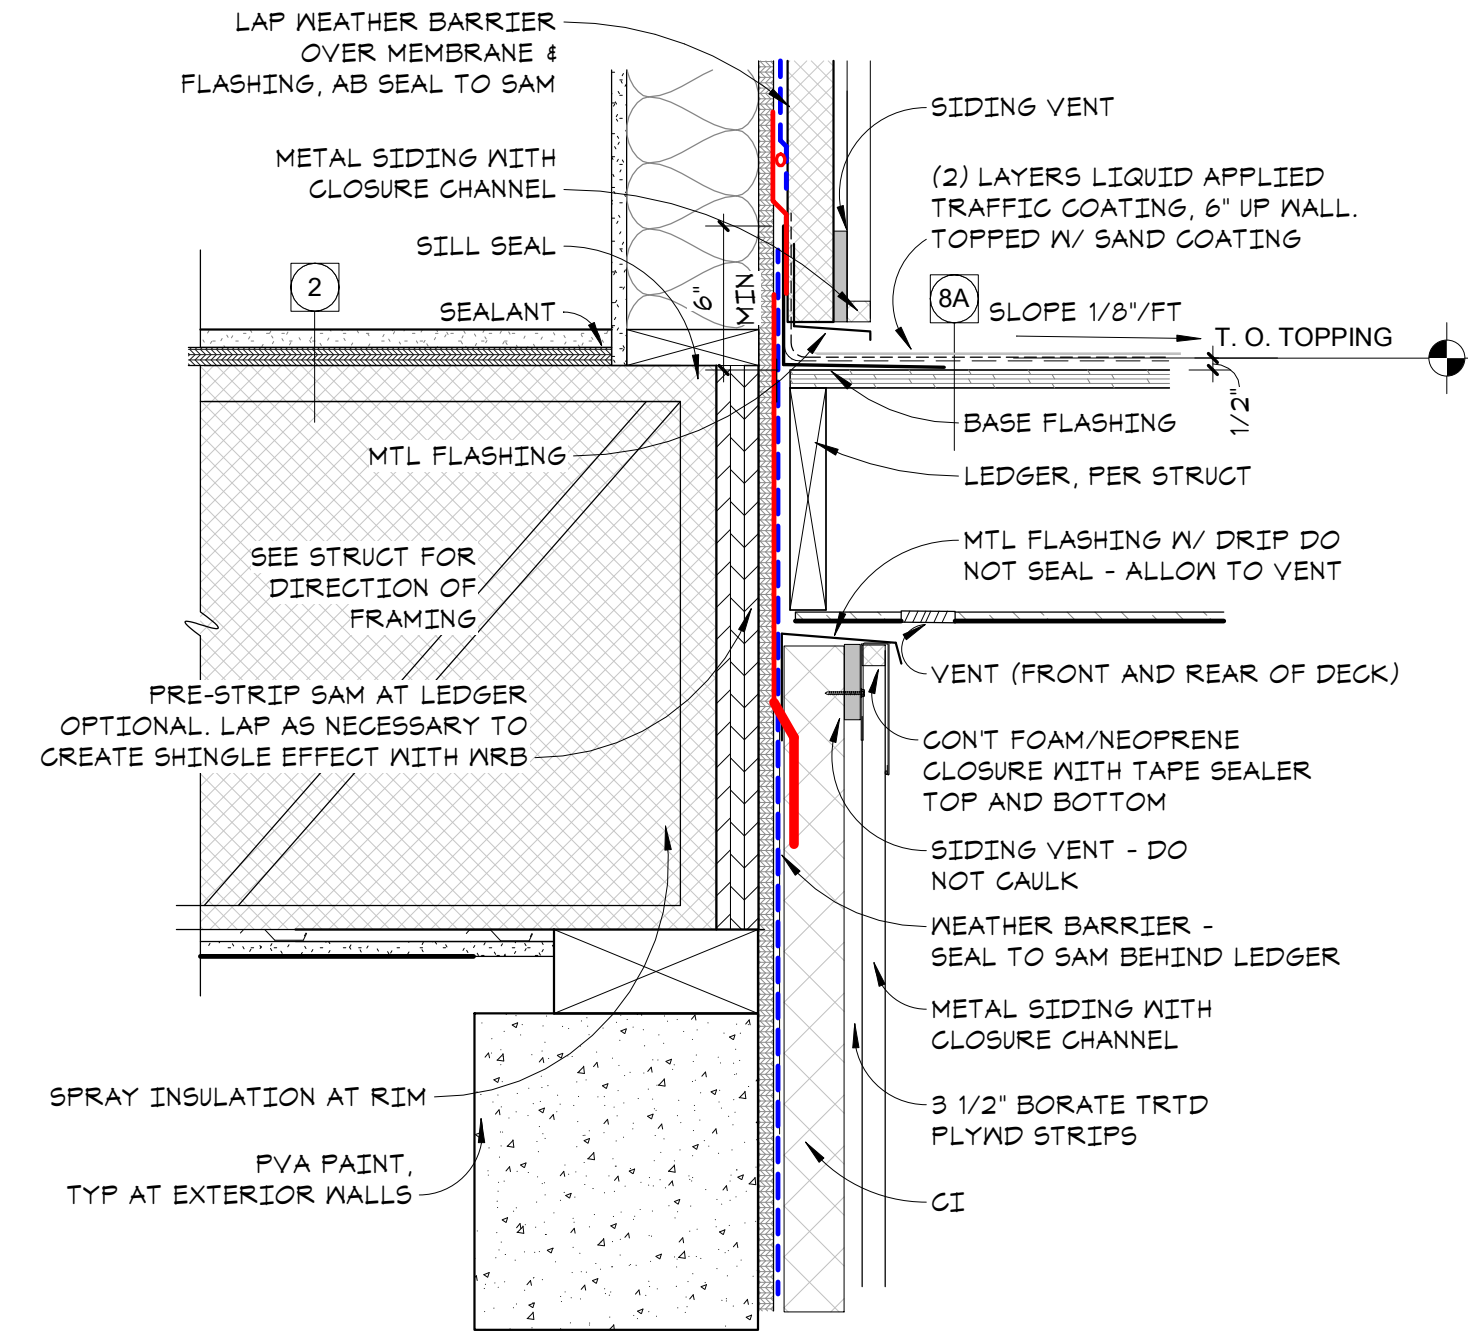 LAP WEATHER BARRIER
OVER MEMBRANE &
FLASHING, AB SEAL TO SAM
METAL SIDING WITH
CLOSURE CHANNEL
SILL SEAL
SEALANT
2
6"
MIN
SIDING VENT
(2) LAYERS LIQUID APPLIED
TRAFFIC COATING, 6" UP WALL.
TOPPED W/ SAND COATING
8A
SLOPE 1/8"/FT
T. O. TOPPING
1/2"
MTL FLASHING
BASE FLASHING
LEDGER, PER STRUCT
SEE STRUCT FOR
DIRECTION OF
FRAMING
MTL FLASHING W/ DRIP DO
NOT SEAL - ALLOW TO VENT
VENT (FRONT AND REAR OF DECK)
PRE-STRIP SAM AT LEDGER
OPTIONAL. LAP AS NECESSARY TO
CREATE SHINGLE EFFECT WITH WRB
CON'T FOAM/NEOPRENE
CLOSURE WITH TAPE SEALER
TOP AND BOTTOM
SIDING VENT - DO
NOT CAULK
WEATHER BARRIER -
SEAL TO SAM BEHIND LEDGER
METAL SIDING WITH
CLOSURE CHANNEL
SPRAY INSULATION AT RIM
3 1/2" BORATE TRTD
PLYWD STRIPS
PVA PAINT,
TYP AT EXTERIOR WALLS
CI